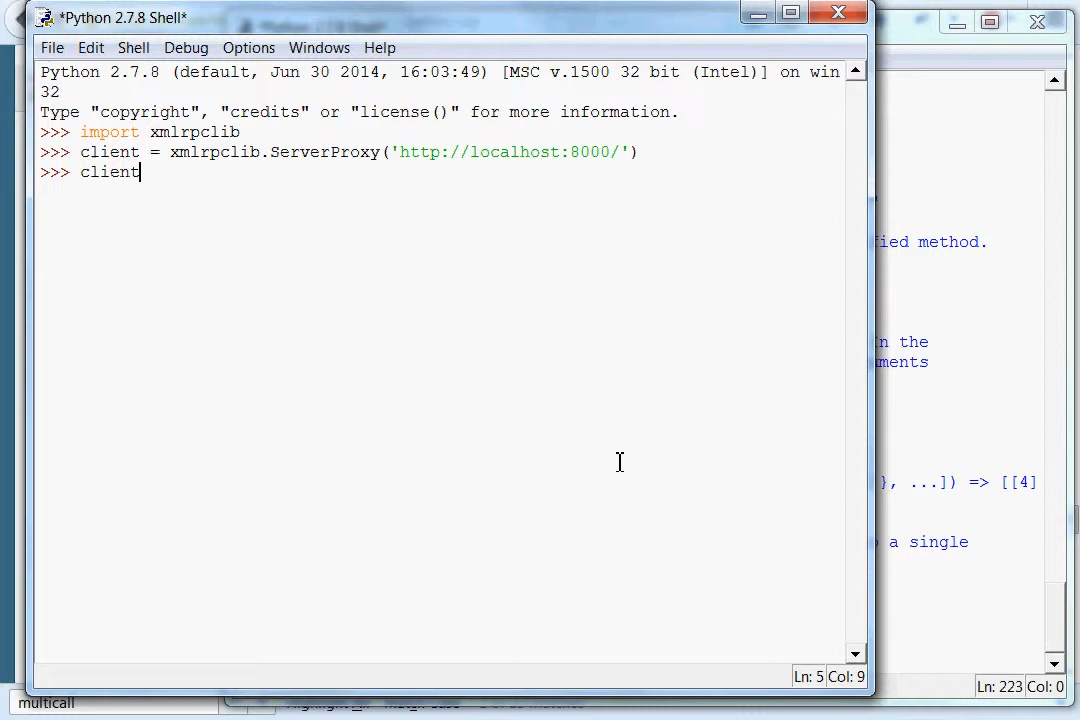 *Python 2.7.8 Shell*
File Edit Shell Debug Options Windows Help
Python 2.7.8 (default, Jun 30 2014, 16:03:49) [MSC v.1500 32 bit (Intel)] on win
32
Type "copyright", "credits" or "license()" for more information.
>>> import xmlrpclib
>>> client = xmlrpclib.ServerProxy('http://localhost:8000/')
>>> client
fied method.
n the
ments
}, ...]) => [[4]
a single
Ln: 5 Col: 9
Ln: 223 Col: 0
multicall